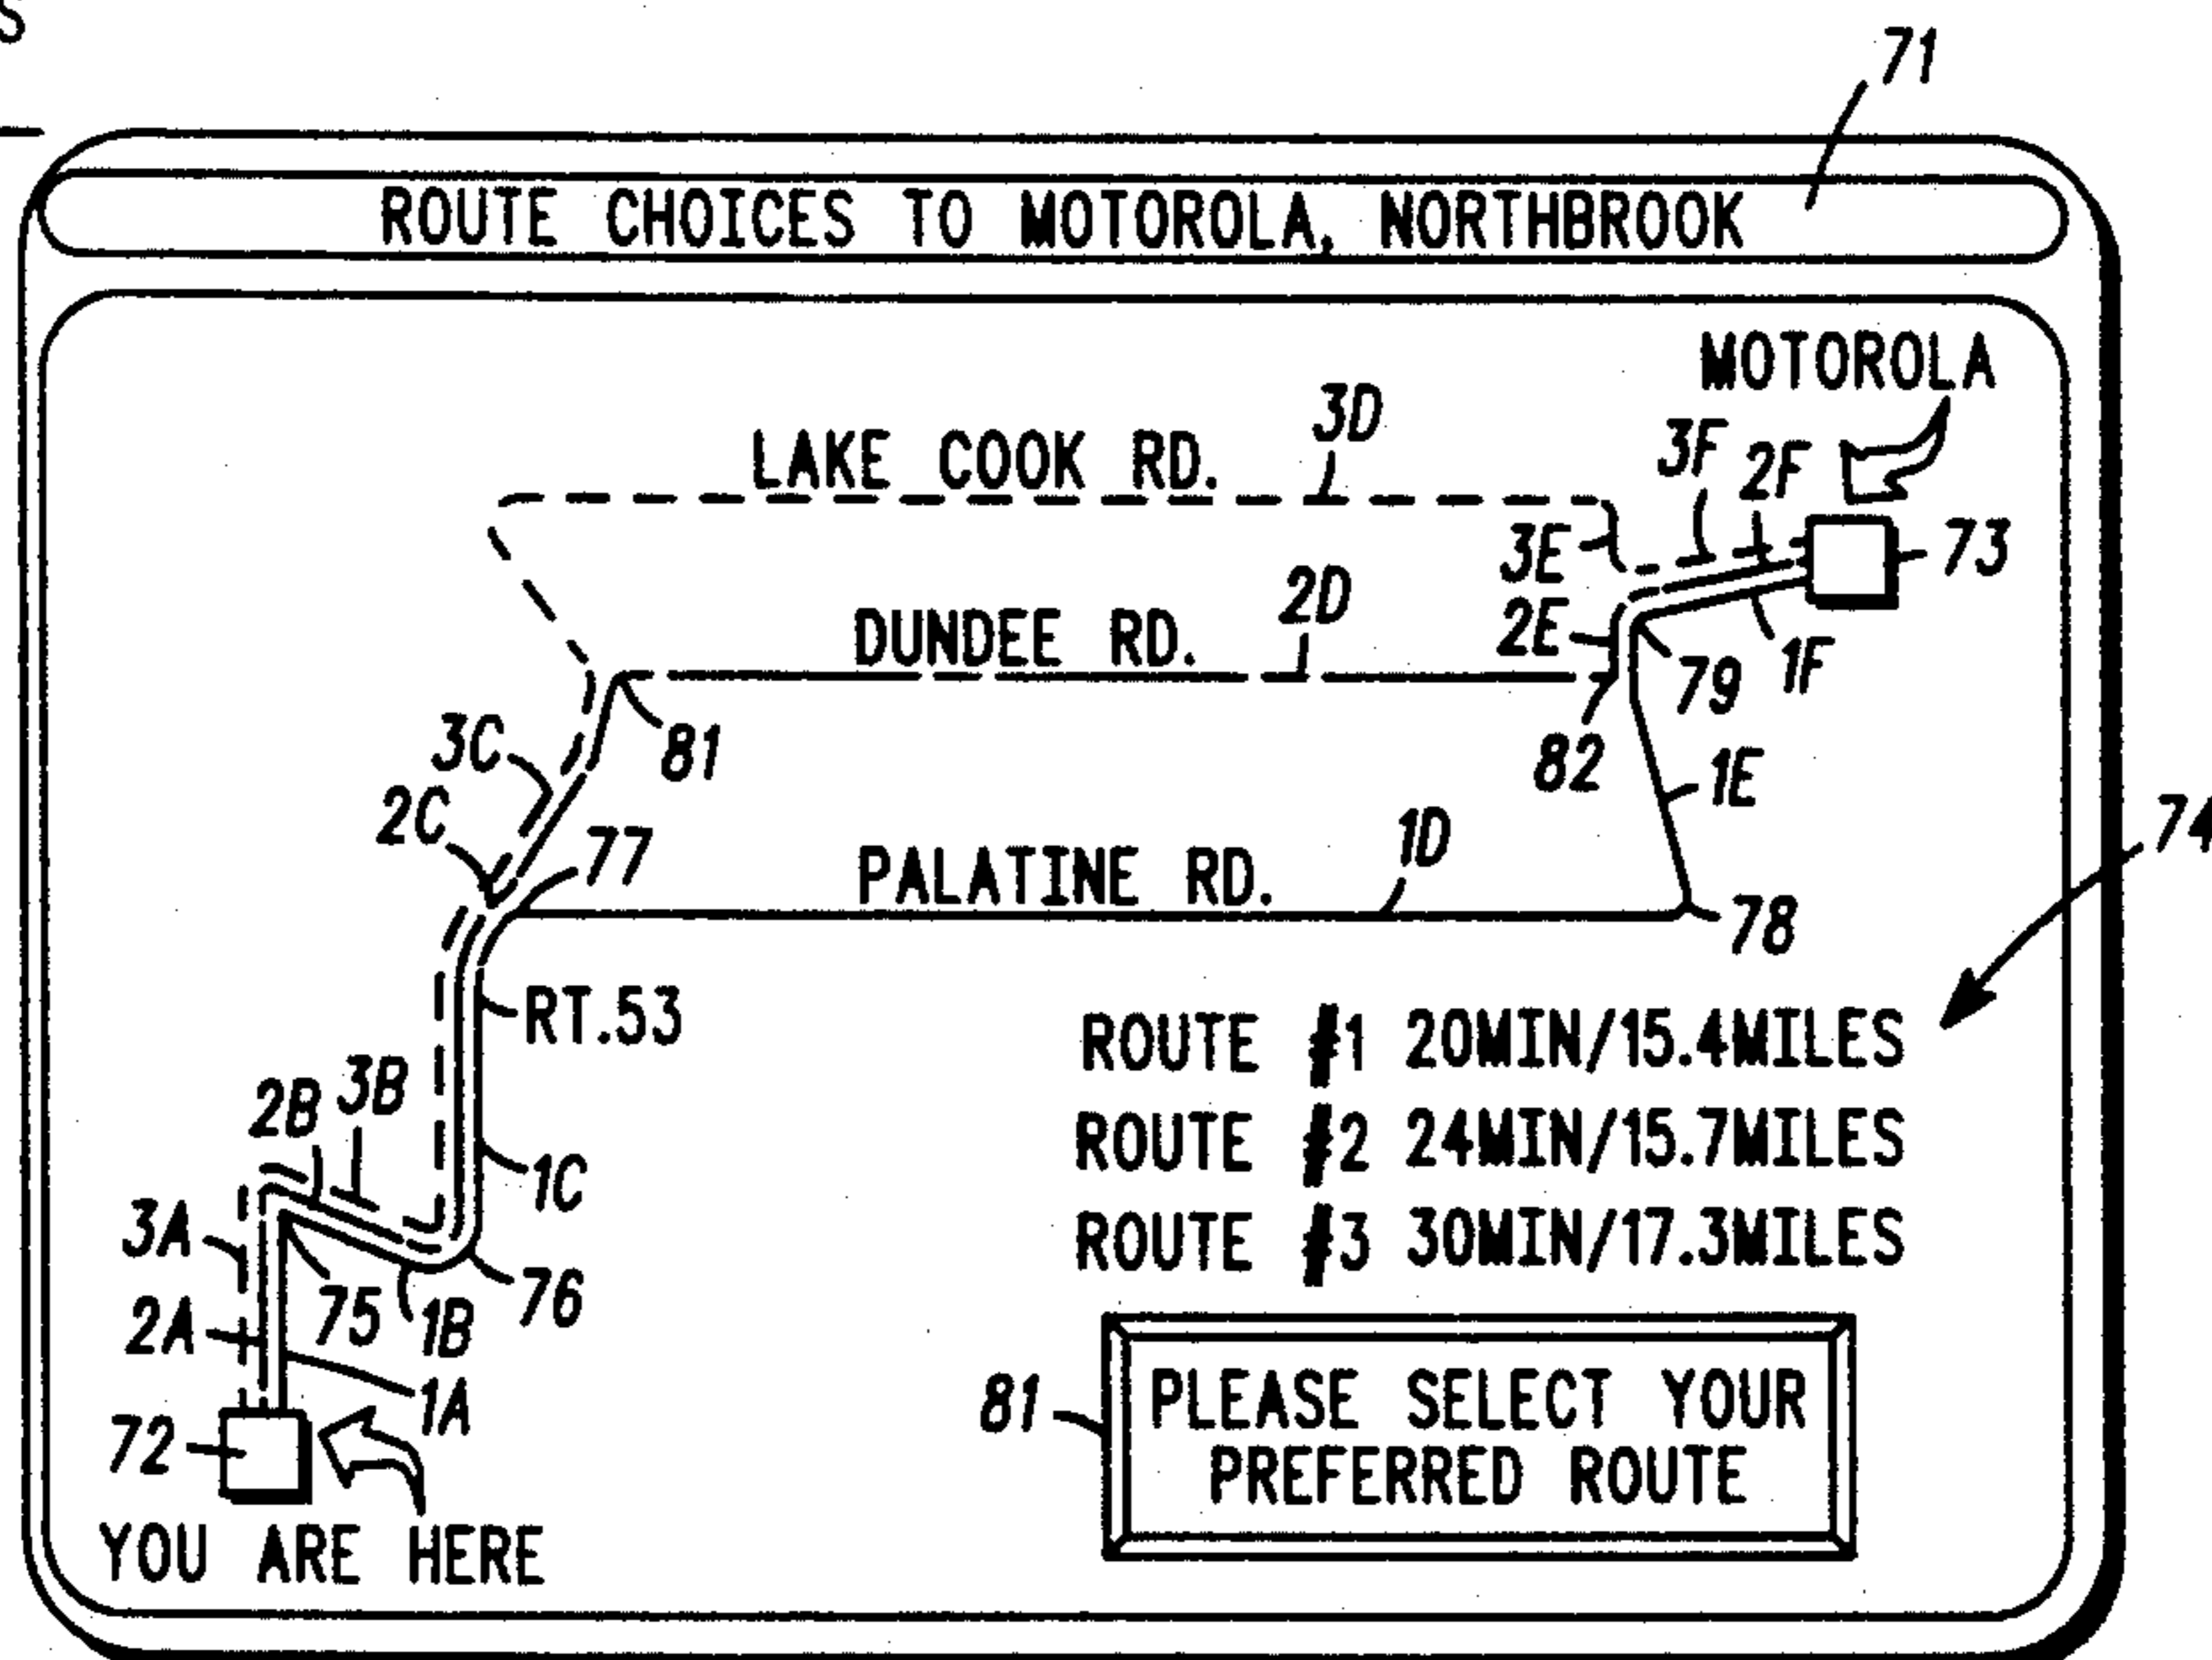 S
71
ROUTE CHOICES TO MOTOROLA, NORTHBROOK
MOTOROLA
LAKE COOK RD.
3D
3F
2F
3E
73
DUNDEE RD.
2D
2E
79
1F
3C
81
82
1E
2C
77
PALATINE RD.
1D
74
78
RT.53
ROUTE #1 20MIN/15.4MILES
2B
3B
ROUTE #2 24MIN/15.7MILES
1C
3A
ROUTE #3 30MIN/17.3MILES
75
1B
76
2A
1A
81
PLEASE SELECT YOUR
PREFERRED ROUTE
72
YOU ARE HERE